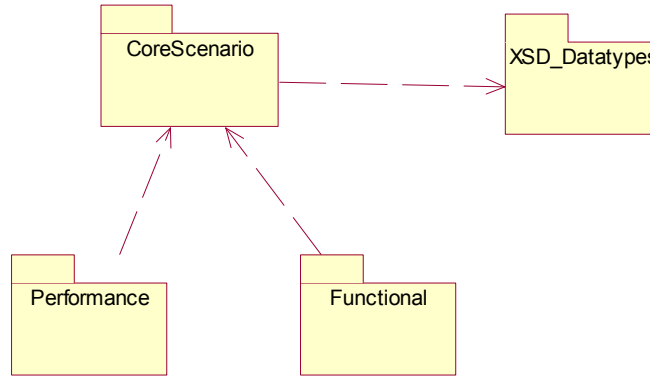 CoreScenario
XSD_Datatypes
Performance
Functional